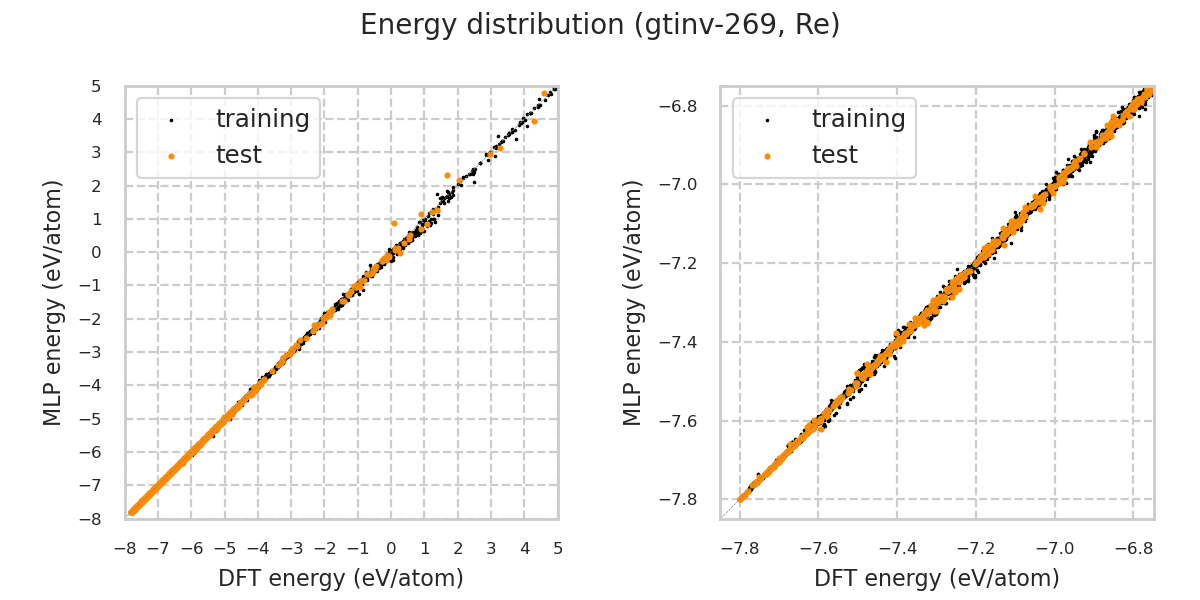 Energy distribution (gtinv-269, Re)
training
test
5
4
3
2
1
0
−1
−2
−3
−4
−5
−6
−7
−8
MLP energy (eV/atom)
−8 −7 −6 −5 −4 −3 −2 −1 0 1 2 3 4 5
DFT energy (eV/atom)
training
test
−6.8
−7.0
−7.2
−7.4
−7.6
−7.8
MLP energy (eV/atom)
−7.8 −7.6 −7.4 −7.2 −7.0 −6.8
DFT energy (eV/atom)